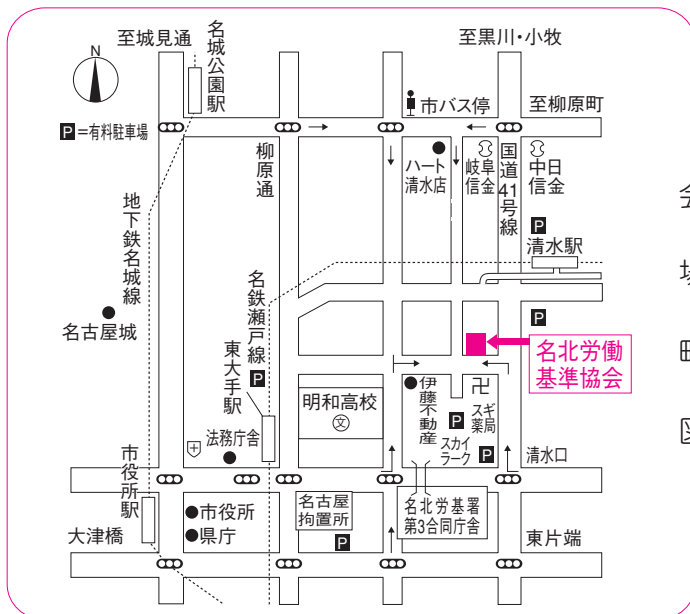 至城見通
至黒川・小牧
N
名城公園駅
市バス停
至柳原町
P=有料駐車場
柳原通
ハート
清水店
岐阜
信金
国道41号線
中日
信金
P
地下鉄名城線
清水駅
名鉄瀬戸線
名古屋城
P
名北労働
基準協会
東大手駅
P
明和高校
文
伊藤不動産
卍
スギ
薬局
P
スカイ
ラーク
P
法務庁舎
清水口
市役所駅
市役所
県庁
名古屋
拘置所
P
名北労基署
第3合同庁舎
大津橋
東片端